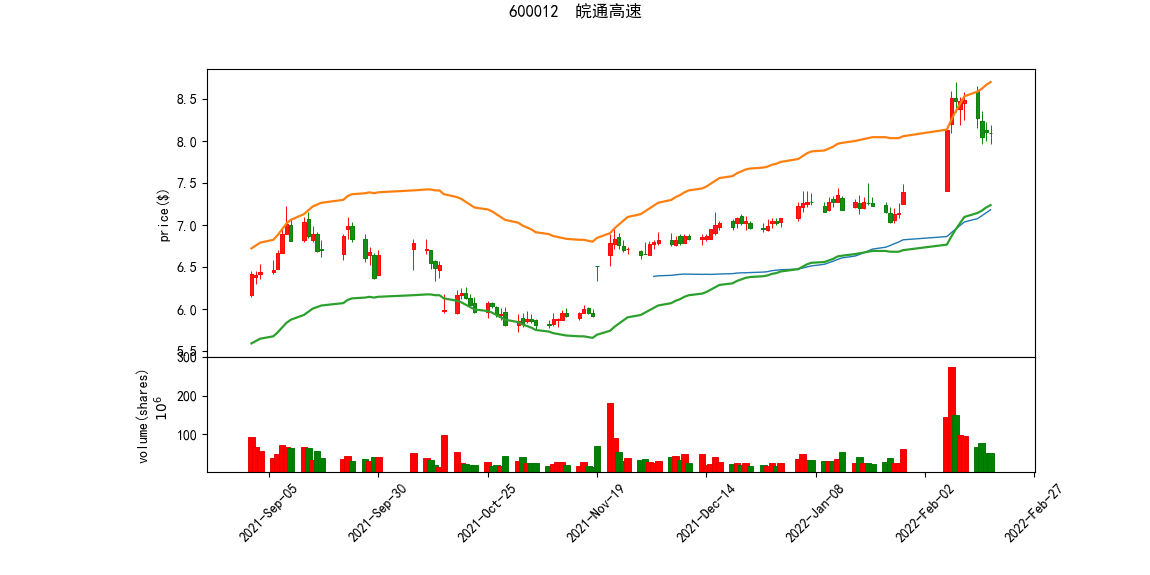 600012 皖通高速
price($)
8.5
8.0
7.5
7.0
6.5
6.0
5.5
volume(shares)
10^6
300
200
100
2021-Sep-05
2021-Sep-30
2021-Oct-25
2021-Nov-19
2021-Dec-14
2022-Jan-08
2022-Feb-02
2022-Feb-27